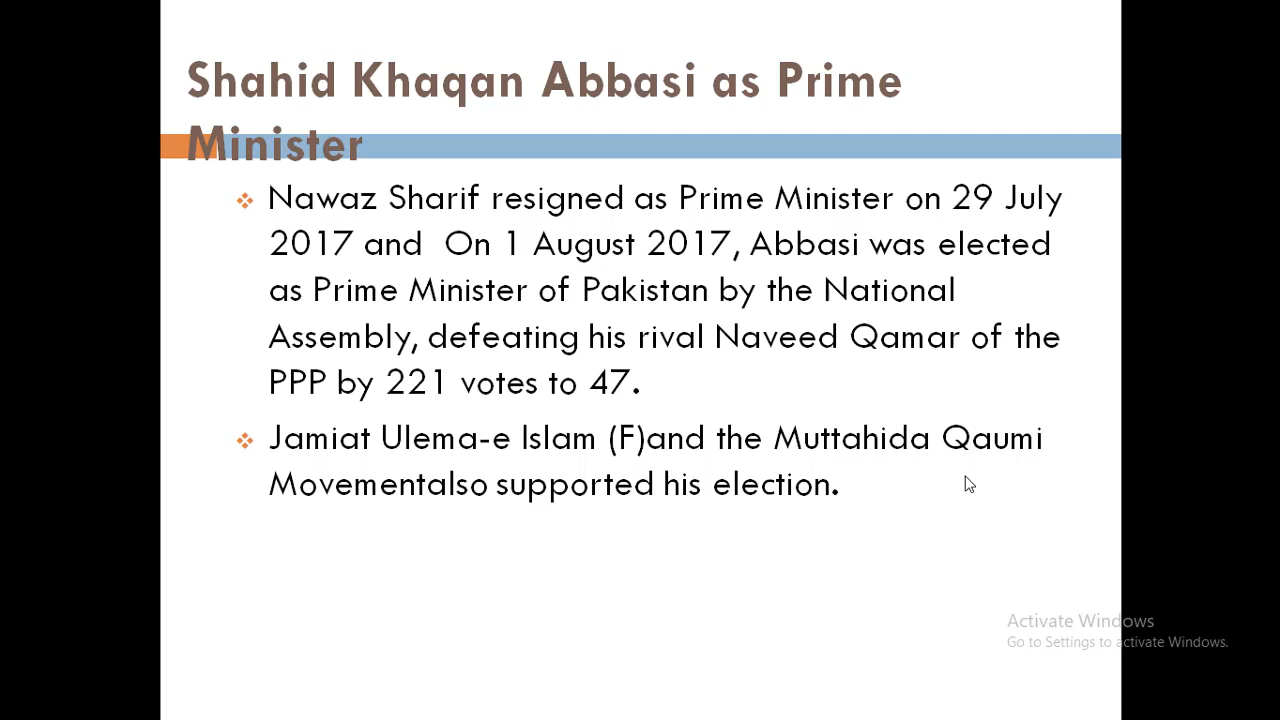 Shahid Khaqan Abbasi as Prime
Minister
Nawaz Sharif resigned as Prime Minister on 29 July
2017 and  On 1 August 2017, Abbasi was elected
as Prime Minister of Pakistan by the National
Assembly, defeating his rival Naveed Qamar of the
PPP by 221 votes to 47.
Jamiat Ulema-e Islam (F)and the Muttahida Qaumi
Movementalso supported his election.
Activate Windows
Go to Settings to activate Windows.